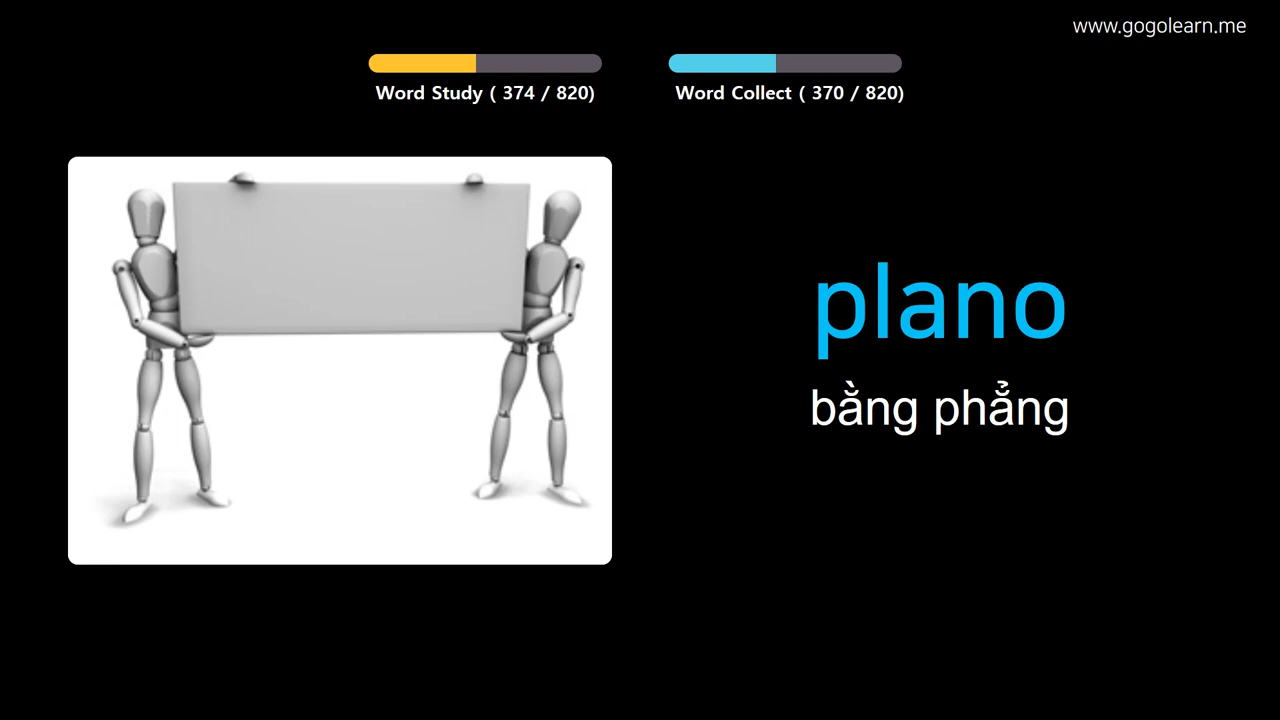 www.gogolearn.me
Word Study ( 374 / 820)
Word Collect ( 370 / 820)
plano
bằng phẳng